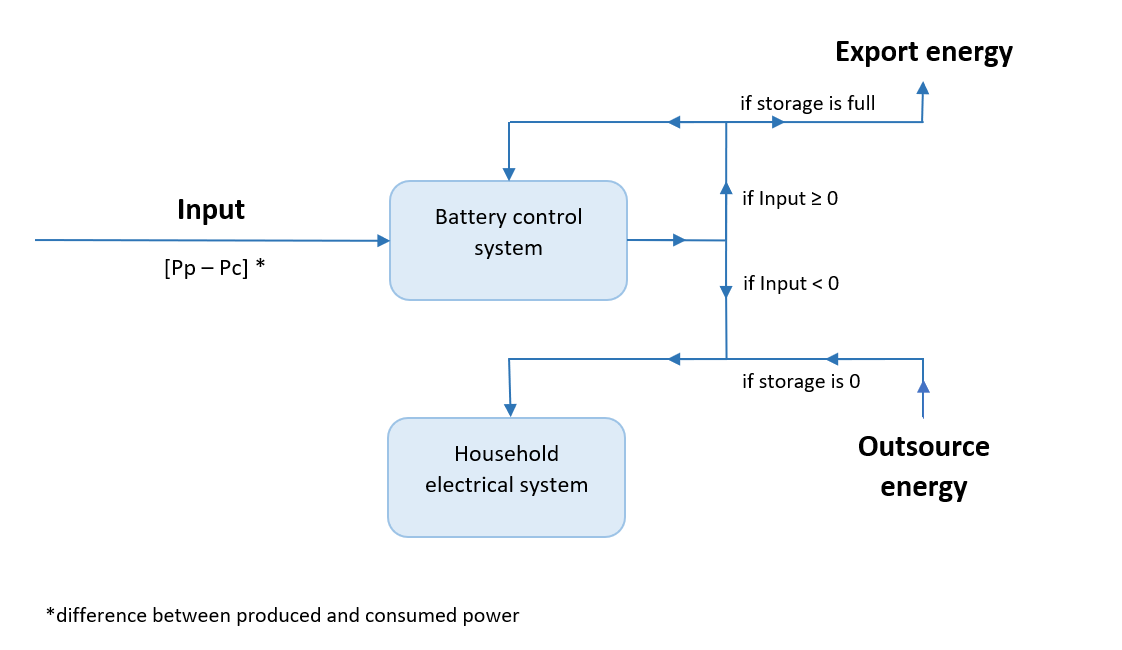 Export energy
if storage is full
Input
[Pp – Pc] *
Battery control
system
if Input ≥ 0
if Input < 0
if storage is 0
Household
electrical system
Outsource
energy
*difference between produced and consumed power